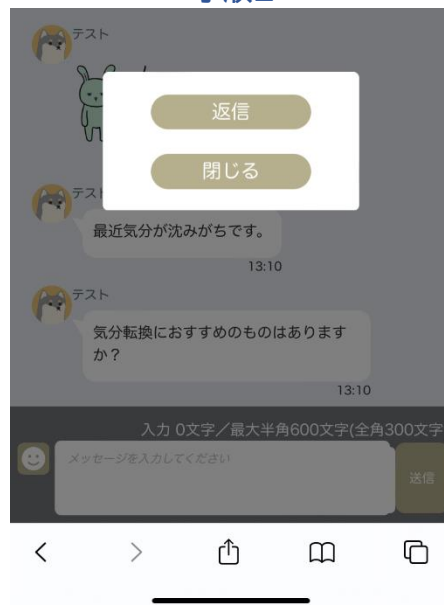 テスト
返信
閉じる
テスト
最近気分が沈みがちです。
13:10
テスト
気分転換におすすめのものはあります
か？
13:10
入力 0文字／最大半角600文字(全角300文字
メッセージを入力してください
送信